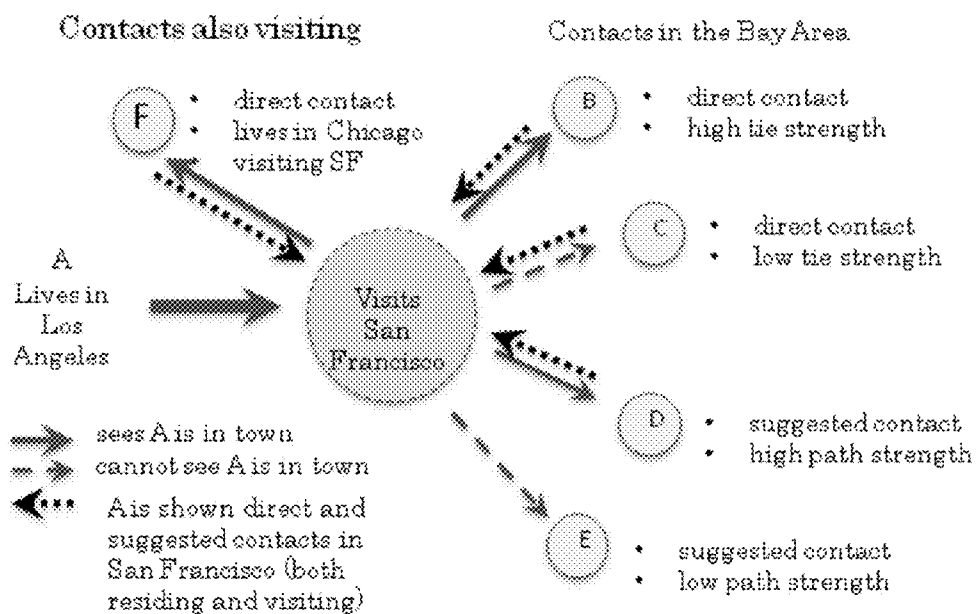 Contacts also visiting
Contacts in the Bay Area
F
• direct contact
• lives in Chicago
visiting SF
B
• direct contact
• high tie strength
C
• direct contact
• low tie strength
A
Lives in
Los
Angeles
Visits
San
Francisco
D
• suggested contact
• high path strength
E
• suggested contact
• low path strength
sees A is in town
cannot see A is in town
A is shown direct and
suggested contacts in
San Francisco (both
residing and visiting)